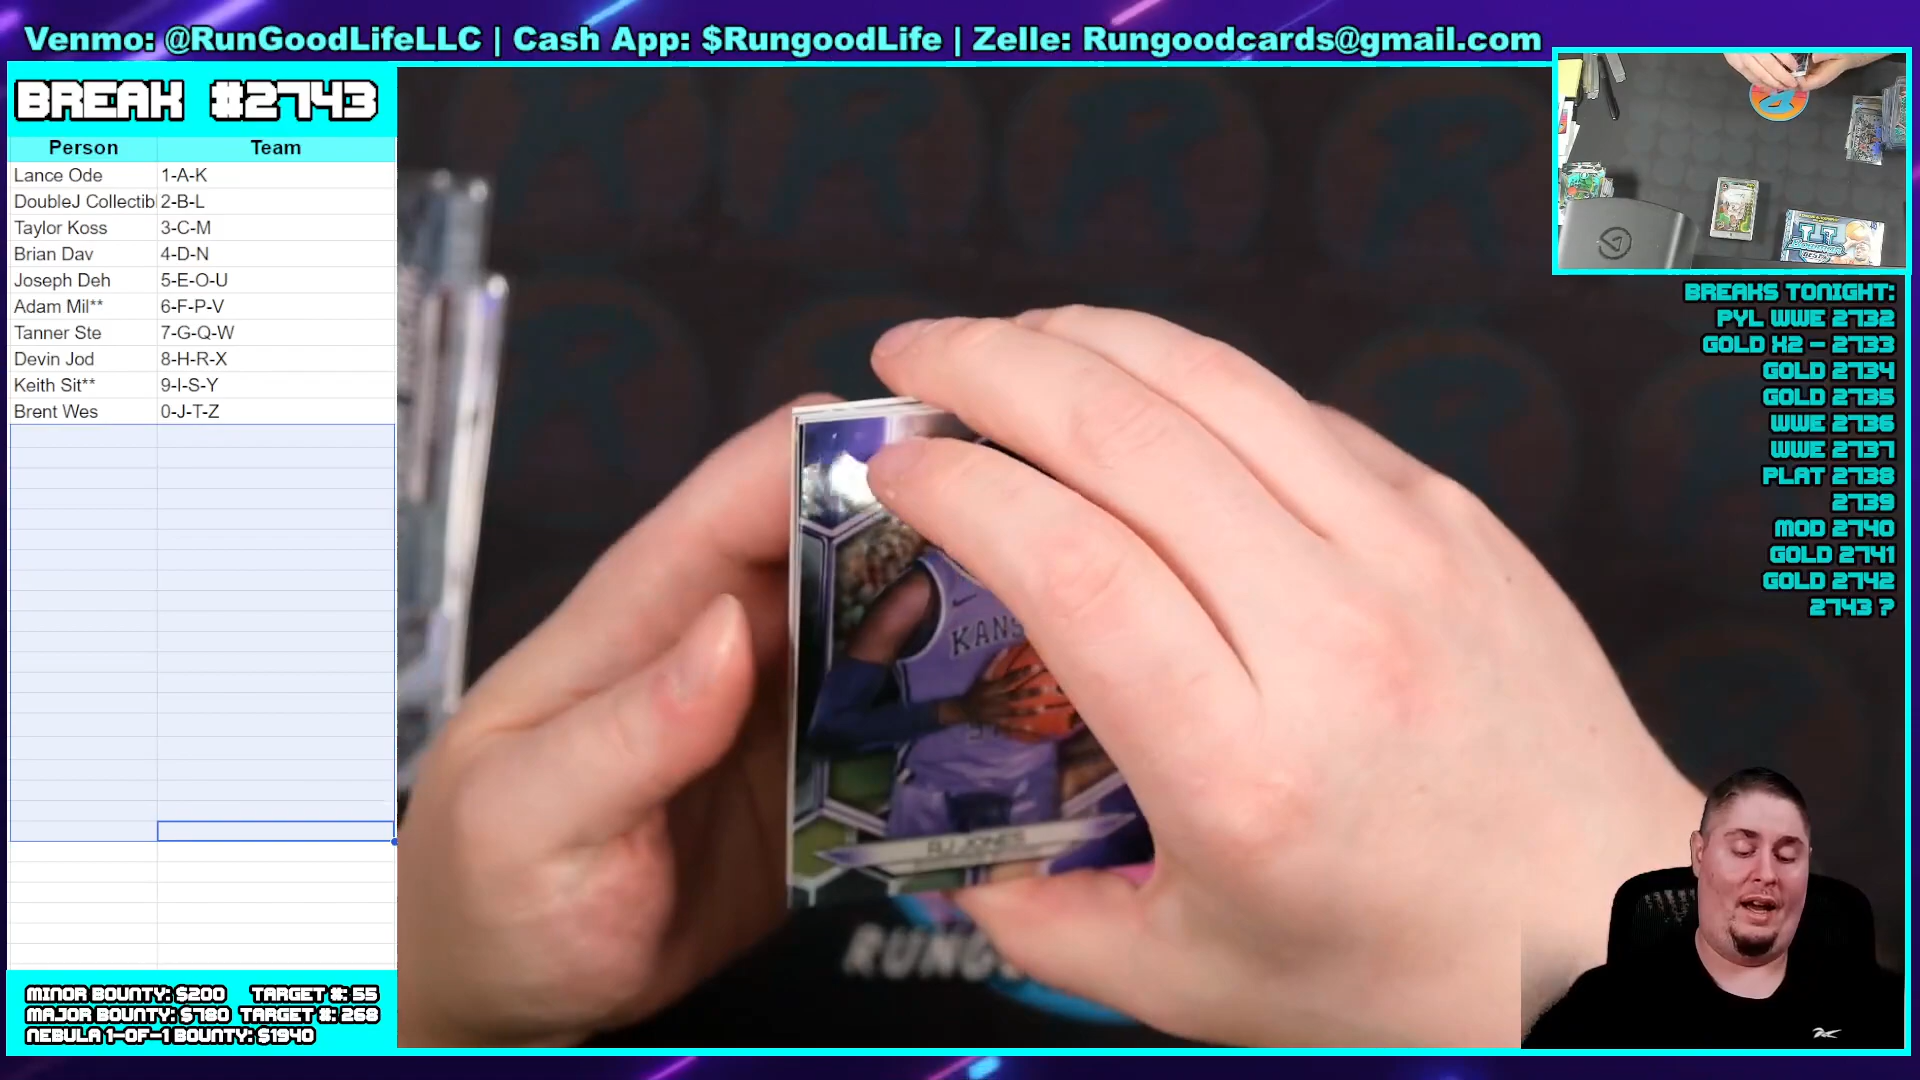 Venmo: @RunGoodLifeLLC | Cash App: $RungoodLife | Zelle: Rungoodcards@gmail.com
BREAK #2743
Person Team
Lance Ode 1-A-K
DoubleJ Collectib 2-B-L
Taylor Koss 3-C-M
Brian Dav 4-D-N
Joseph Deh 5-E-O-U
Adam Mil** 6-F-P-V
Tanner Ste 7-G-Q-W
Devin Jod 8-H-R-X
Keith Sit** 9-I-S-Y
Brent Wes 0-J-T-Z
MINOR BOUNTY: $200 TARGET #: 55
MAJOR BOUNTY: $780 TARGET #: 268
NEBULA 1-OF-1 BOUNTY: $1940
KANS
RJ JONES
RUNG
BREAKS TONIGHT:
PYL WWE 2732
GOLD X2 - 2733
GOLD 2734
GOLD 2735
WWE 2736
WWE 2737
PLAT 2738
2739
MOD 2740
GOLD 2741
GOLD 2742
2743 ?